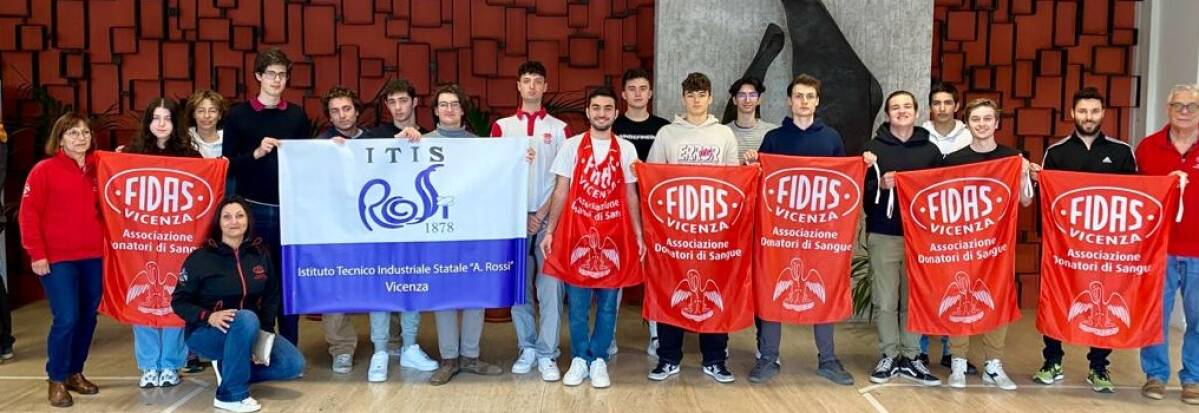 FIDAS
VICENZA
Associazione
Donatori di Sangue
ITIS
Rossi
1878
Istituto Tecnico Industriale Statale "A. Rossi"
Vicenza
FIDAS
VICENZA
Associazione
Donatori di Sangue
FIDAS
VICENZA
Associazione
Donatori di Sangue
FIDAS
VICENZA
Associazione
Donatori di Sangue
FIDAS
VICENZA
Associazione
Donatori di Sangue
FIDAS
VICENZA
Associazione
Donatori di Sangue
ERROR